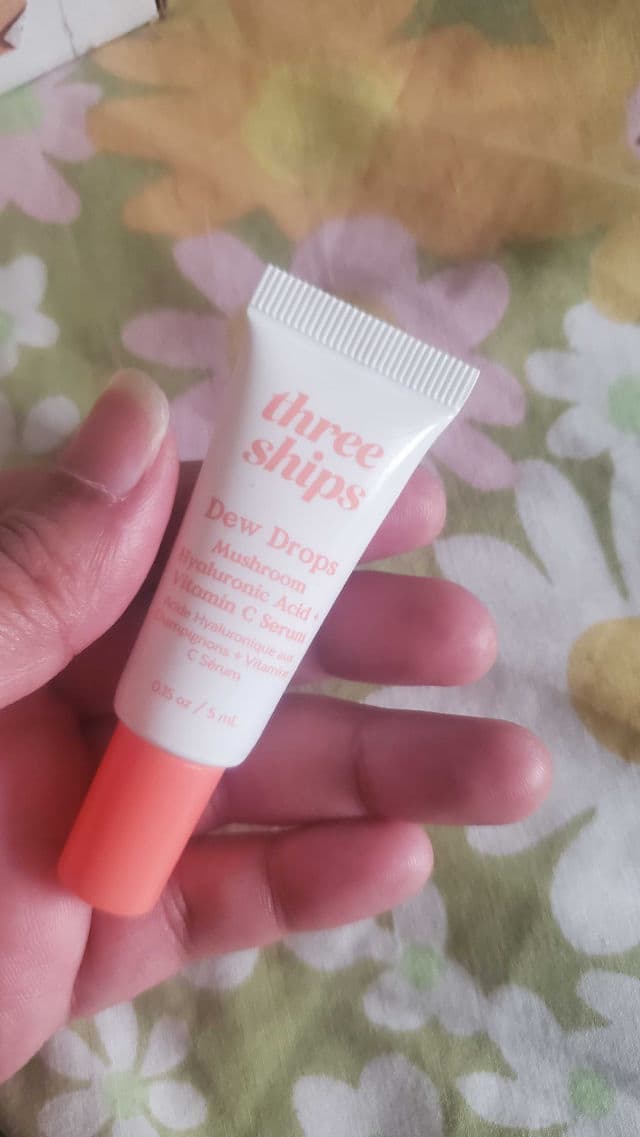 three
ships
Dew Drops
Mushroom
Hyaluronic Acid +
Vitamin C Serum
Acide Hyaluronique aux
Champignons + Vitamine
C Sérum
0.15 oz / 5 mL